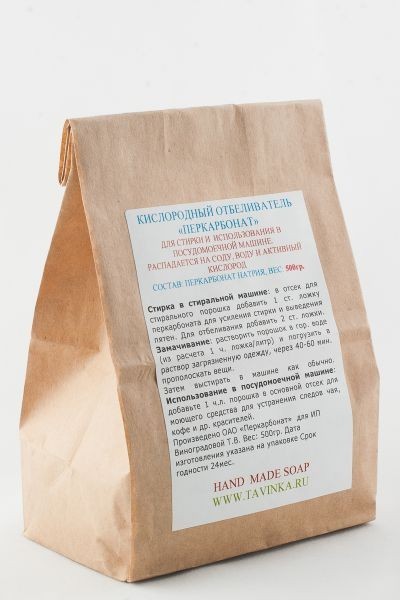 КИСЛОРОДНЫЙ ОТБЕЛИВАТЕЛЬ
«ПЕРКАРБОНАТ»
ДЛЯ СТИРКИ И ИСПОЛЬЗОВАНИЯ В
ПОСУДОМОЕЧНОЙ МАШИНЕ.
РАСПАДАЕТСЯ НА СОДУ, ВОДУ И АКТИВНЫЙ
КИСЛОРОД
СОСТАВ: ПЕРКАРБОНАТ НАТРИЯ, ВЕС: 500гр.
Стирка в стиральной машине: в отсек для
стирального порошка добавить 1 ст. ложку
перкарбоната для усиления стирки и выведения
пятен. Для отбеливания добавить 2 ст. ложки.
Замачивание: растворить порошок в гор. воде
(из расчета 1 ч. ложка/литр) и погрузить в
раствор загрязненную одежду, через 40-60 мин.
прополоскать вещи.
Затем выстирать в машине как обычно.
Использование в посудомоечной машине:
добавьте 1 ч.л. порошка в основной отсек для
моющего средства для устранения следов чая,
кофе и др. красителей.
Произведено ОАО «Перкарбонат» для ИП
Виноградовой Т.В. Вес: 500гр. Дата
изготовления указана на упаковке Срок
годности 24мес.
HAND MADE SOAP
WWW.TAVINKA.RU